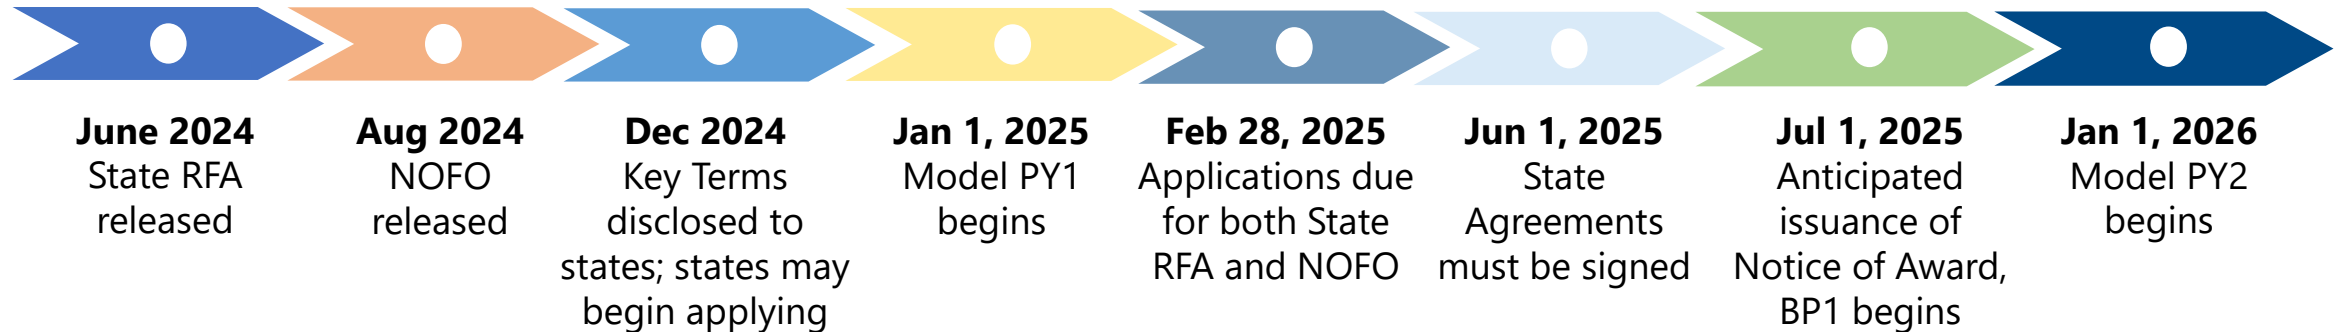 June 2024
State RFA
released
Aug 2024
NOFO
released
Dec 2024
Key Terms
disclosed to
states; states may
begin applying
Jan 1, 2025
Model PY1
begins
Feb 28, 2025
Applications due
for both State
RFA and NOFO
Jun 1, 2025
State
Agreements
must be signed
Jul 1, 2025
Anticipated
issuance of
Notice of Award,
BP1 begins
Jan 1, 2026
Model PY2
begins